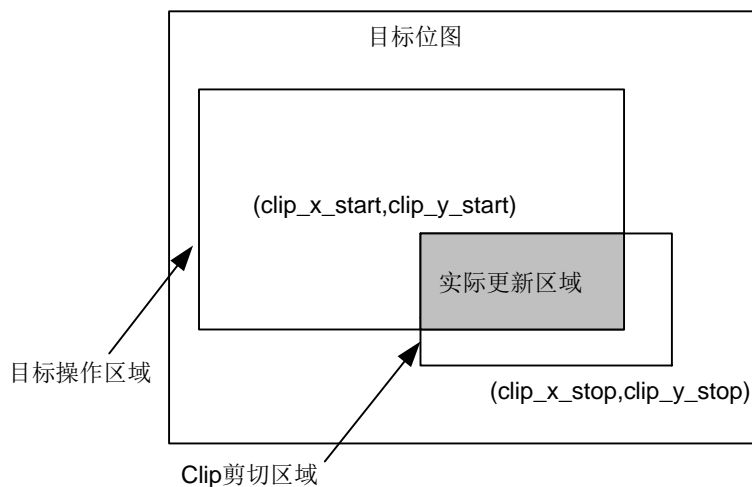 目标位图
(clip_x_start,clip_y_start)
实际更新区域
目标操作区域
(clip_x_stop,clip_y_stop)
Clip剪切区域